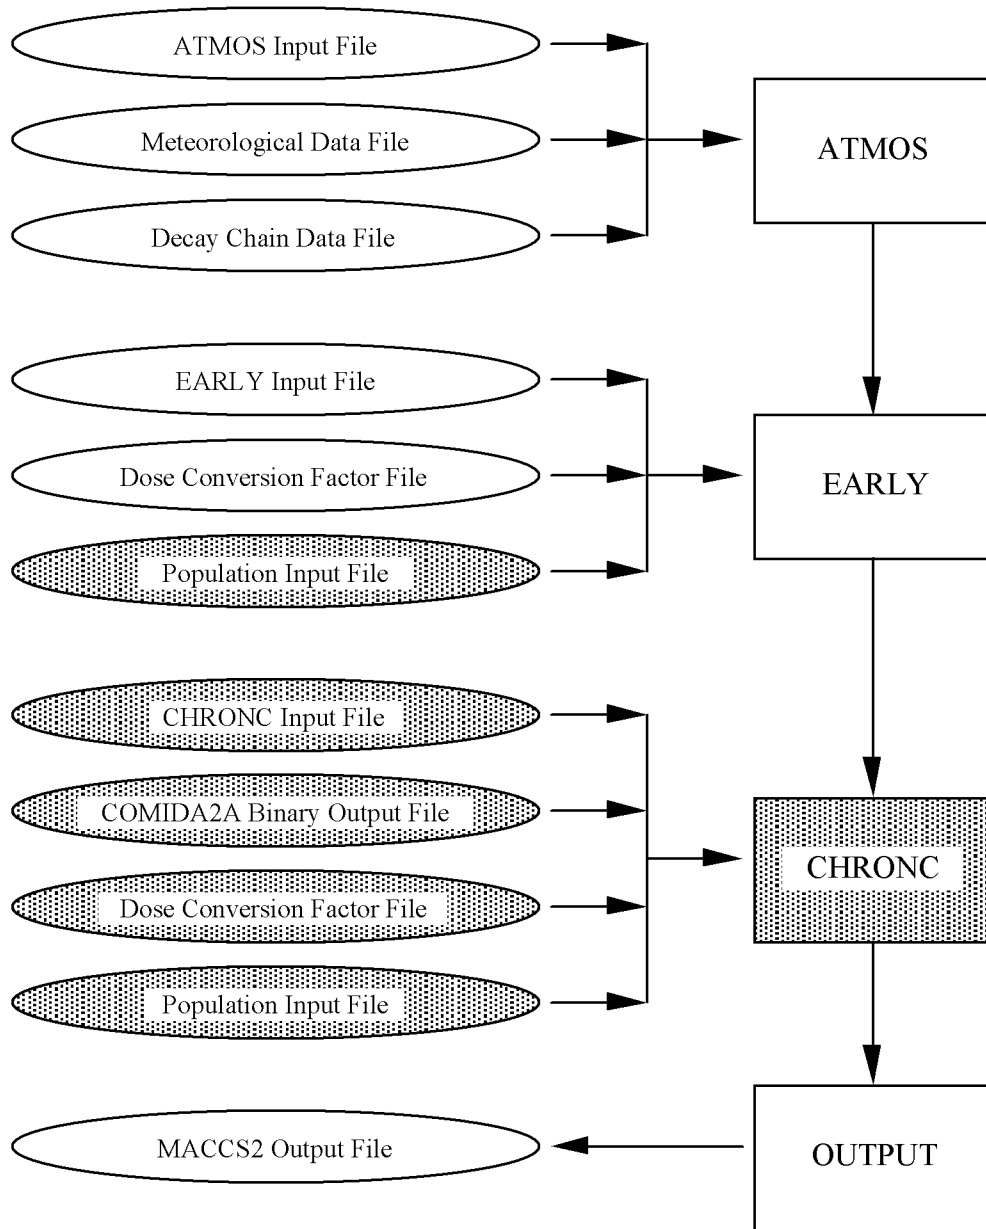 ATMOS Input File
Meteorological Data File
Decay Chain Data File
ATMOS
EARLY Input File
Dose Conversion Factor File
Population Input File
EARLY
CHRONC Input File
COMIDA2A Binary Output File
Dose Conversion Factor File
Population Input File
CHRONC
MACCS2 Output File
OUTPUT